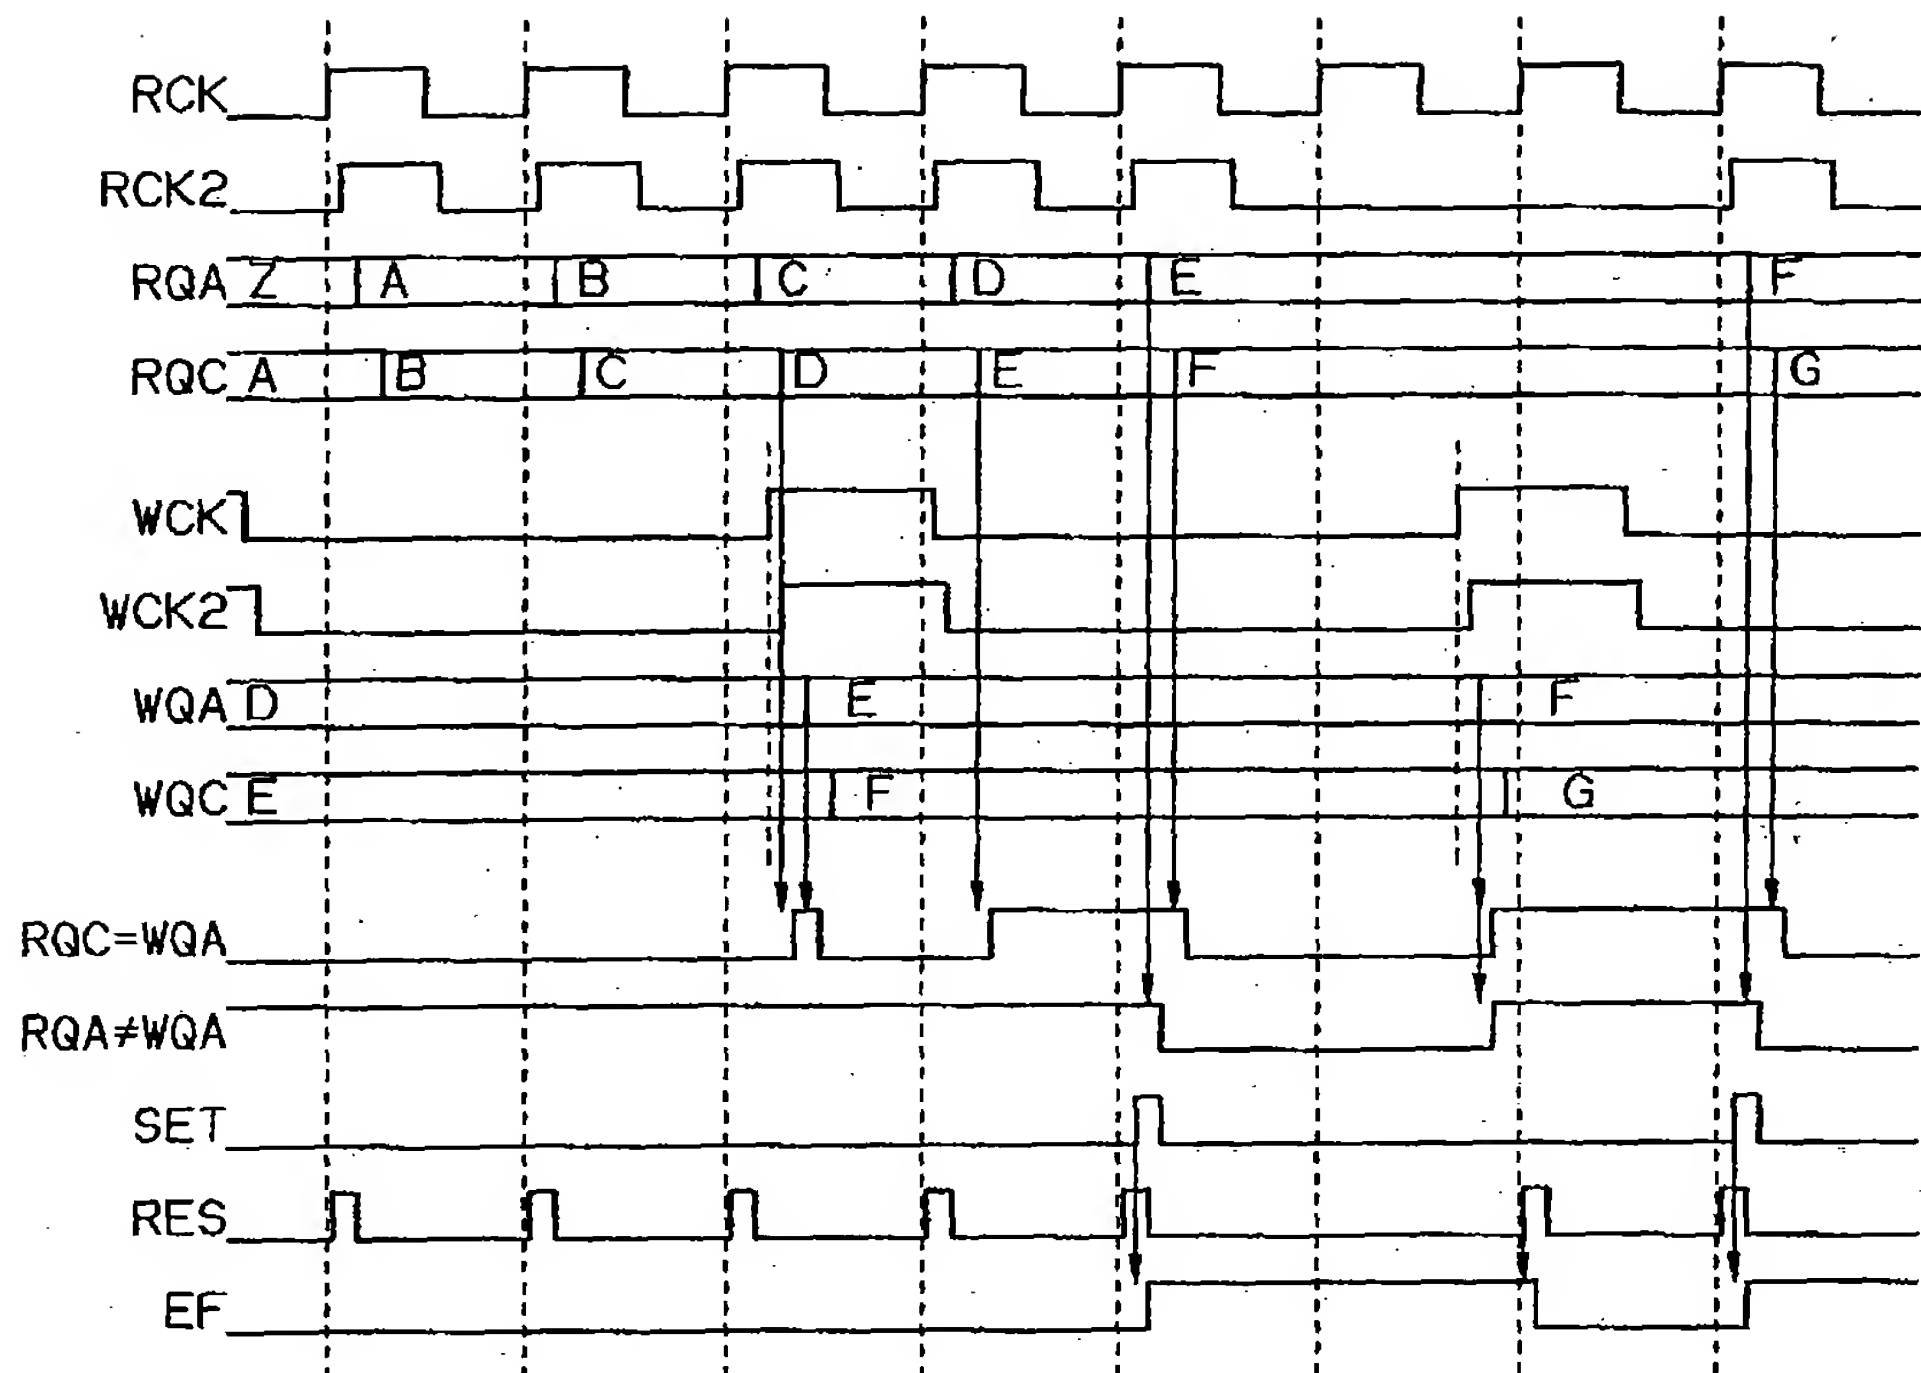 RCK
RCK2
RQA Z A B C D E F
RQC A B C D E F G
WCK
WCK2
WQA D E F
WQC E F G
RQC=WQA
RQA≠WQA
SET
RES
EF